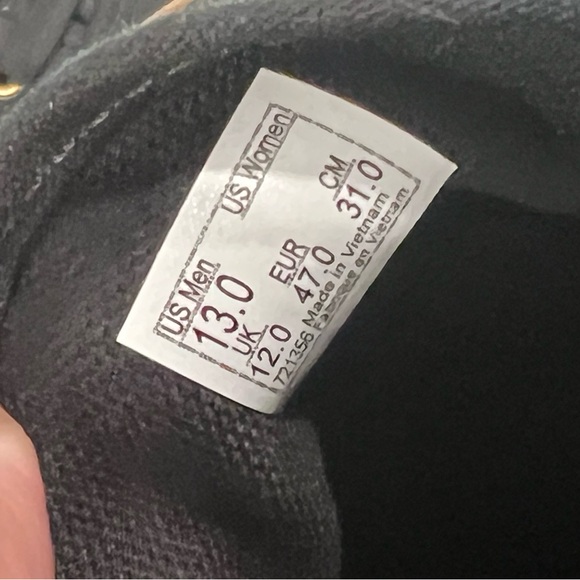 US Men US Women
13.0
UK EUR CM
12.0 47.0 31.0
721356 Made in Vietnam
Fabriqué en Vietnam